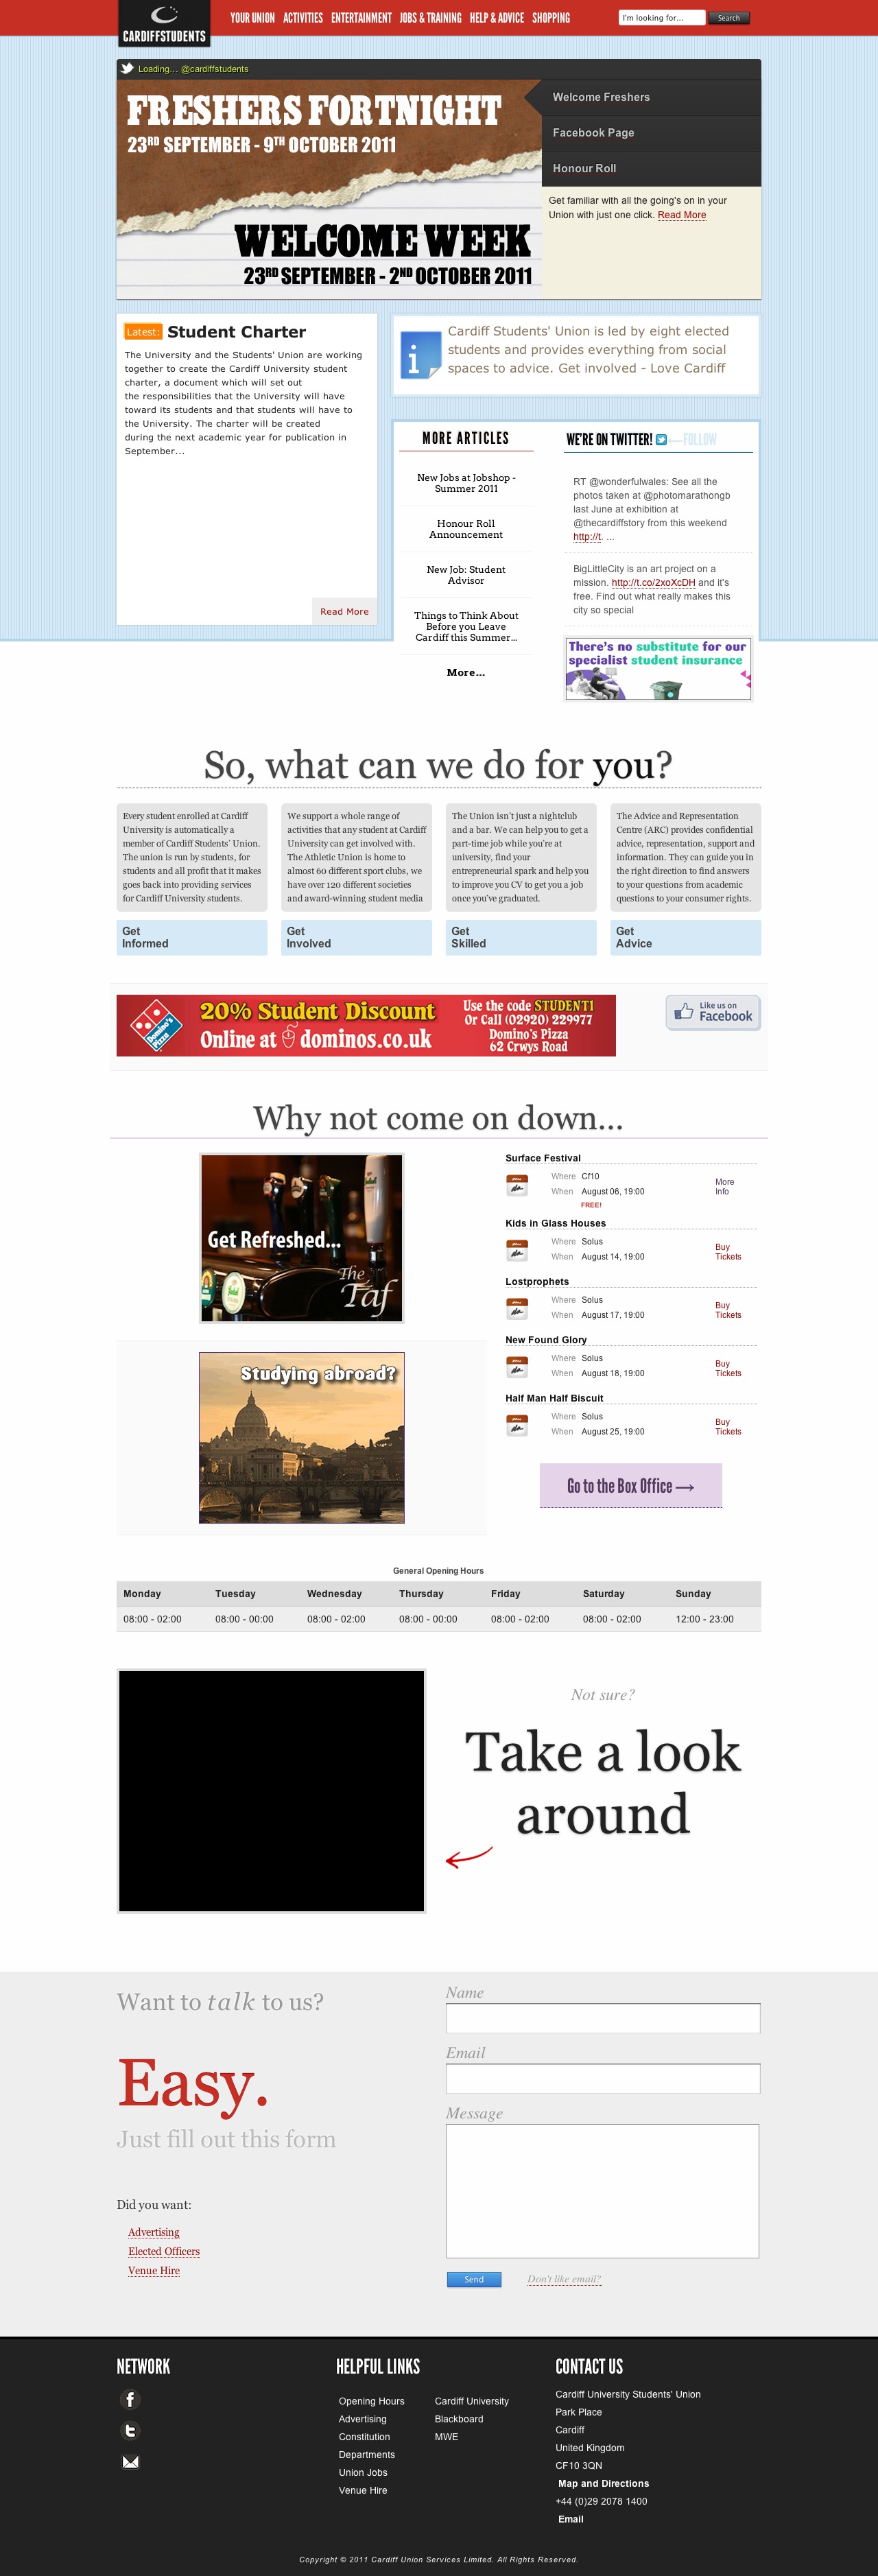 CARDIFFSTUDENTS
YOUR UNION ACTIVITIES ENTERTAINMENT JOBS & TRAINING HELP & ADVICE SHOPPING
I'm looking for...
Search
Loading... @cardiffstudents
FRESHERS FORTNIGHT
23RD SEPTEMBER - 9TH OCTOBER 2011
WELCOME WEEK
23RD SEPTEMBER - 2ND OCTOBER 2011
Welcome Freshers
Facebook Page
Honour Roll
Get familiar with all the going's on in your
Union with just one click. Read More
Latest: Student Charter
The University and the Students' Union are working
together to create the Cardiff University student
charter, a document which will set out
the responsibilities that the University will have
toward its students and that students will have to
the University. The charter will be created
during the next academic year for publication in
September...
Read More
Cardiff Students' Union is led by eight elected
students and provides everything from social
spaces to advice. Get involved - Love Cardiff
MORE ARTICLES
New Jobs at Jobshop -
Summer 2011
Honour Roll
Announcement
New Job: Student
Advisor
Things to Think About
Before you Leave
Cardiff this Summer...
More...
WE'RE ON TWITTER! —FOLLOW
RT @wonderfulwales: See all the
photos taken at @photomarathongb
last June at exhibition at
@thecardiffstory from this weekend
http://t. ...
BigLittleCity is an art project on a
mission. http://t.co/2xoXcDH and it's
free. Find out what really makes this
city so special
There's no substitute for our
specialist student insurance
So, what can we do for you?
Every student enrolled at Cardiff
University is automatically a
member of Cardiff Students' Union.
The union is run by students, for
students and all profit that it makes
goes back into providing services
for Cardiff University students.
Get
Informed
We support a whole range of
activities that any student at Cardiff
University can get involved with.
The Athletic Union is home to
almost 60 different sport clubs, we
have over 120 different societies
and award-winning student media
Get
Involved
The Union isn't just a nightclub
and a bar. We can help you to get a
part-time job while you're at
university, find your
entrepreneurial spark and help you
to improve you CV to get you a job
once you've graduated.
Get
Skilled
The Advice and Representation
Centre (ARC) provides confidential
advice, representation, support and
information. They can guide you in
the right direction to find answers
to your questions from academic
questions to your consumer rights.
Get
Advice
Domino's Pizza
20% Student Discount
Online at dominos.co.uk
Use the code STUDENT1
Or Call (02920) 229977
Domino's Pizza
62 Crwys Road
Like us on
Facebook
Why not come on down...
Get Refreshed...
The Taf
Studying abroad?
Surface Festival
Where Cf10
When August 06, 19:00
FREE!
More
Info
Kids in Glass Houses
Where Solus
When August 14, 19:00
Buy
Tickets
Lostprophets
Where Solus
When August 17, 19:00
Buy
Tickets
New Found Glory
Where Solus
When August 18, 19:00
Buy
Tickets
Half Man Half Biscuit
Where Solus
When August 25, 19:00
Buy
Tickets
Go to the Box Office →
General Opening Hours
Monday Tuesday Wednesday Thursday Friday Saturday Sunday
08:00 - 02:00 08:00 - 00:00 08:00 - 02:00 08:00 - 00:00 08:00 - 02:00 08:00 - 02:00 12:00 - 23:00
Not sure?
Take a look
around
Want to talk to us?
Easy.
Just fill out this form
Did you want:
Advertising
Elected Officers
Venue Hire
Name
Email
Message
Send
Don't like email?
NETWORK
HELPFUL LINKS
Opening Hours
Advertising
Constitution
Departments
Union Jobs
Venue Hire
Cardiff University
Blackboard
MWE
CONTACT US
Cardiff University Students' Union
Park Place
Cardiff
United Kingdom
CF10 3QN
Map and Directions
+44 (0)29 2078 1400
Email
Copyright © 2011 Cardiff Union Services Limited. All Rights Reserved.